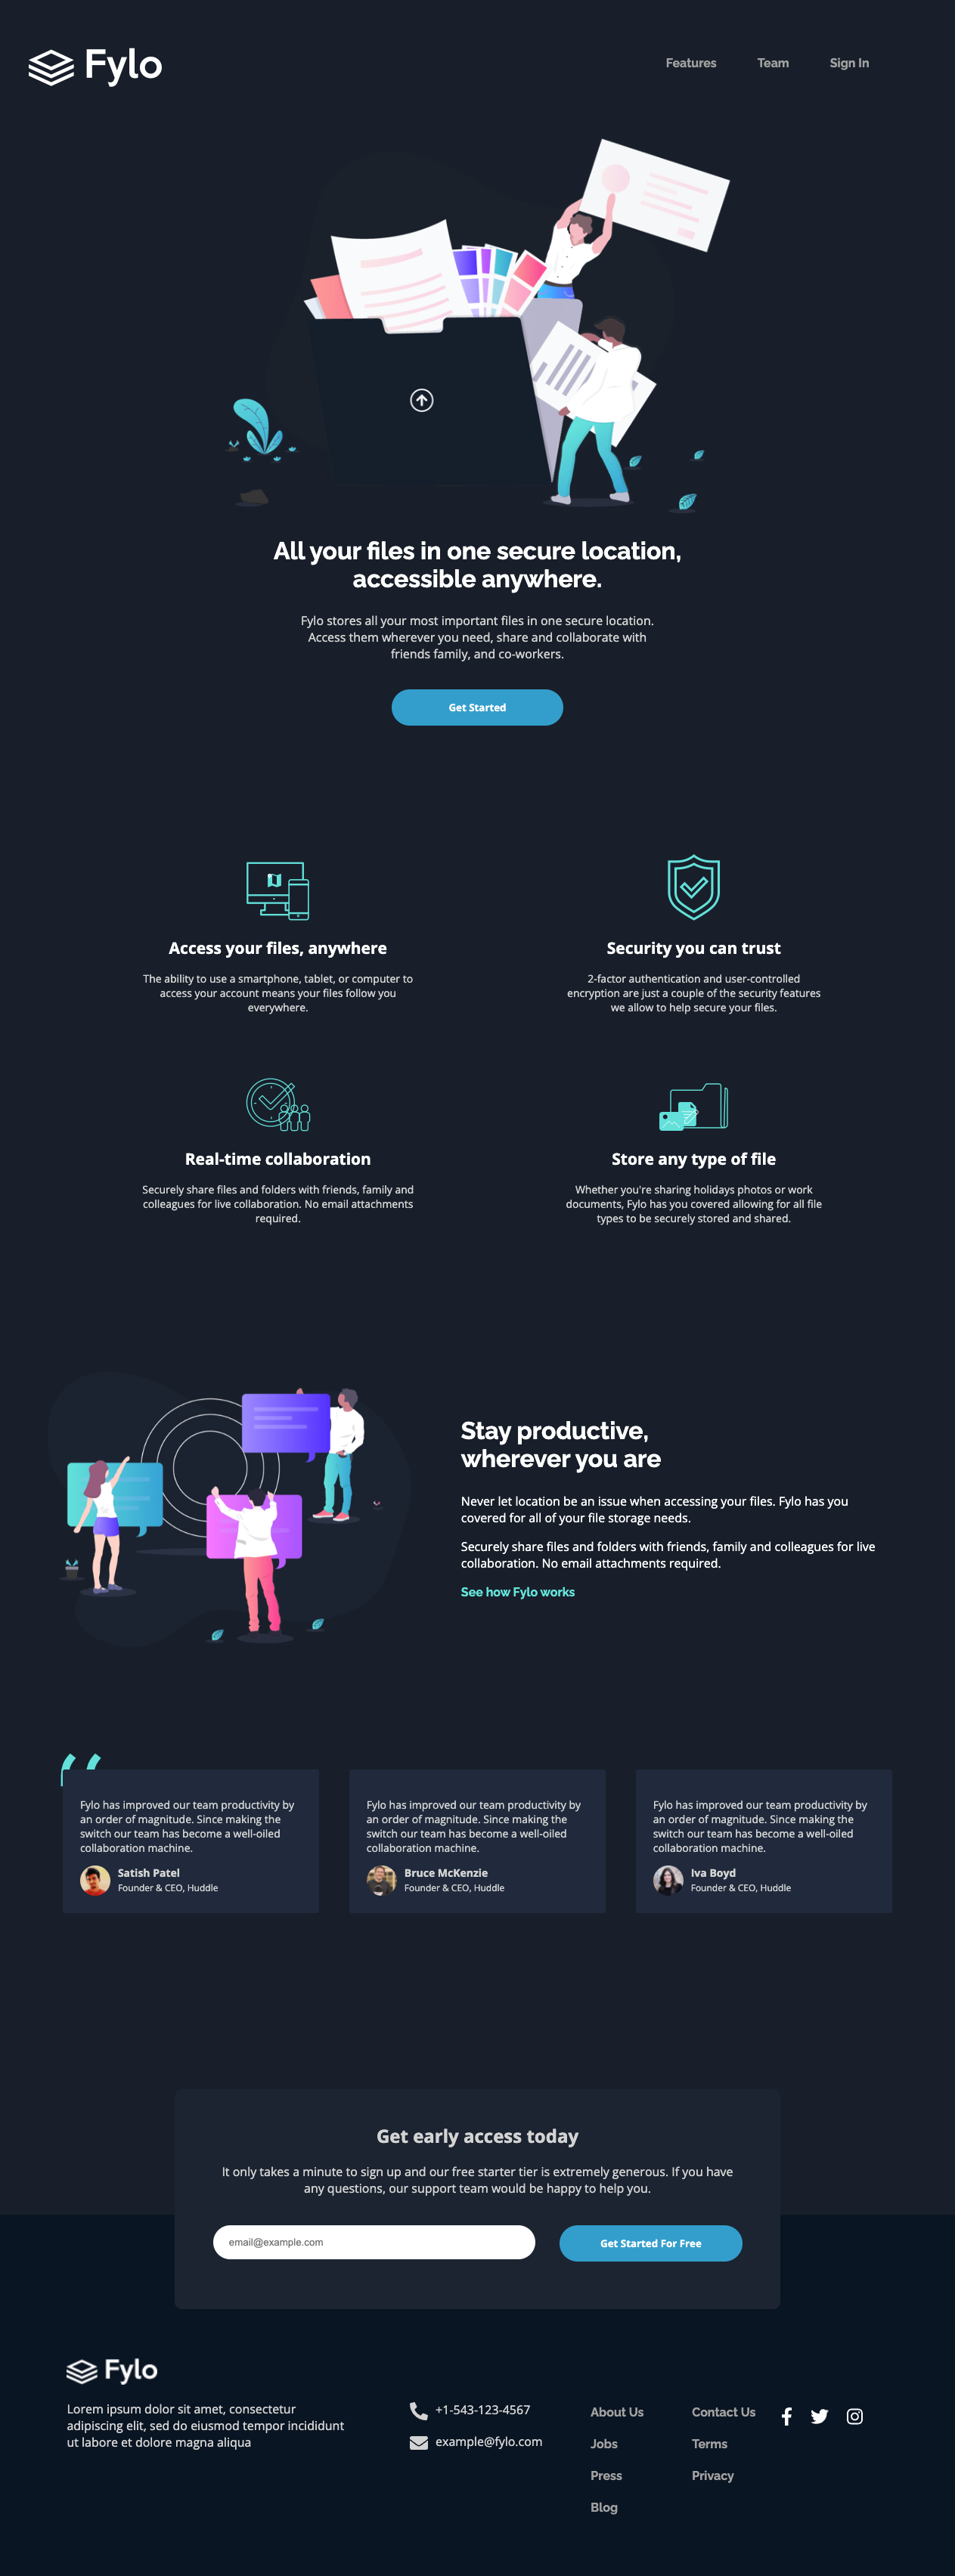 Fylo
Features
Team
Sign In
All your files in one secure location,
accessible anywhere.
Fylo stores all your most important files in one secure location.
Access them wherever you need, share and collaborate with
friends family, and co-workers.
Get Started
Access your files, anywhere
The ability to use a smartphone, tablet, or computer to
access your account means your files follow you
everywhere.
Security you can trust
2-factor authentication and user-controlled
encryption are just a couple of the security features
we allow to help secure your files.
Real-time collaboration
Securely share files and folders with friends, family and
colleagues for live collaboration. No email attachments
required.
Store any type of file
Whether you're sharing holidays photos or work
documents, Fylo has you covered allowing for all file
types to be securely stored and shared.
Stay productive,
wherever you are
Never let location be an issue when accessing your files. Fylo has you
covered for all of your file storage needs.
Securely share files and folders with friends, family and colleagues for live
collaboration. No email attachments required.
See how Fylo works
Fylo has improved our team productivity by
an order of magnitude. Since making the
switch our team has become a well-oiled
collaboration machine.
Satish Patel
Founder & CEO, Huddle
Fylo has improved our team productivity by
an order of magnitude. Since making the
switch our team has become a well-oiled
collaboration machine.
Bruce McKenzie
Founder & CEO, Huddle
Fylo has improved our team productivity by
an order of magnitude. Since making the
switch our team has become a well-oiled
collaboration machine.
Iva Boyd
Founder & CEO, Huddle
Get early access today
It only takes a minute to sign up and our free starter tier is extremely generous. If you have
any questions, our support team would be happy to help you.
email@example.com
Get Started For Free
Fylo
Lorem ipsum dolor sit amet, consectetur
adipiscing elit, sed do eiusmod tempor incididunt
ut labore et dolore magna aliqua
+1-543-123-4567
example@fylo.com
About Us
Jobs
Press
Blog
Contact Us
Terms
Privacy